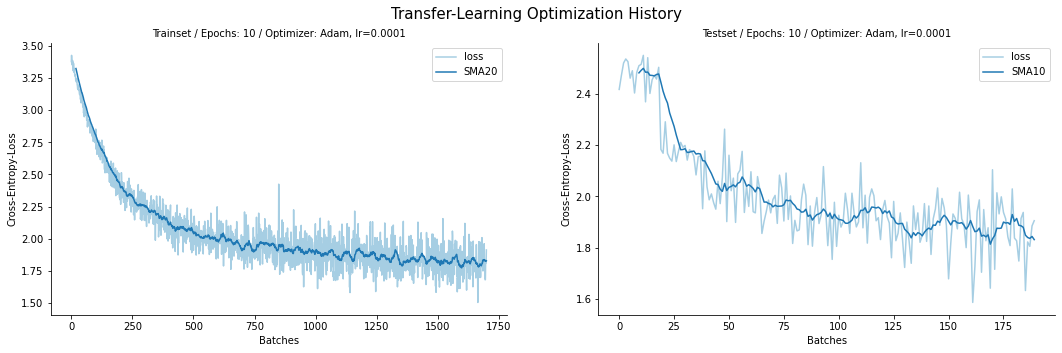 Transfer-Learning Optimization History
Trainset / Epochs: 10 / Optimizer: Adam, lr=0.0001
loss
SMA20
Cross-Entropy-Loss
3.50
3.25
3.00
2.75
2.50
2.25
2.00
1.75
1.50
0
250
500
750
1000
1250
1500
1750
Batches
Testset / Epochs: 10 / Optimizer: Adam, lr=0.0001
loss
SMA10
Cross-Entropy-Loss
2.4
2.2
2.0
1.8
1.6
0
25
50
75
100
125
150
175
Batches